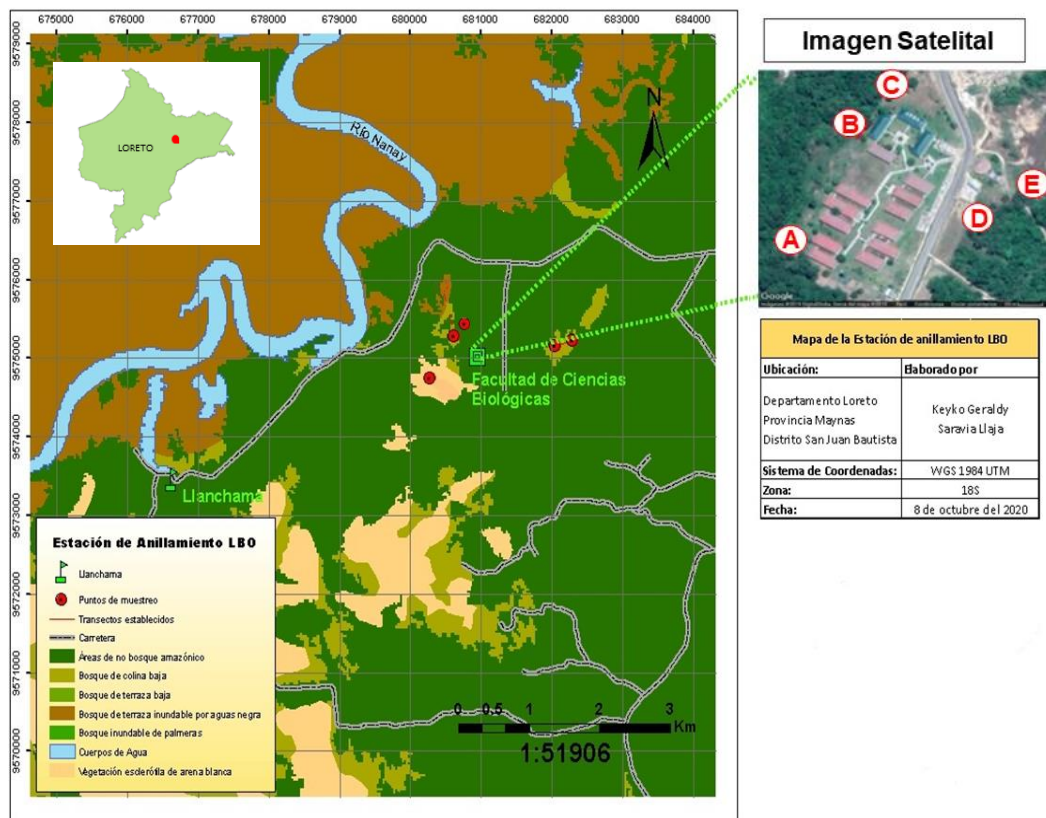 675000 676000 677000 678000 679000 680000 681000 682000 683000 684000
9579000
9578000
9577000
9576000
9575000
9574000
9573000
9572000
9571000
9570000
LORETO
Río Nanay
N
Facultad de Ciencias
Biológicas
Llanchama
Estación de Anillamiento LBO
Llanchama
Puntos de muestreo
Transectos establecidos
Carretera
Áreas de no bosque amazónico
Bosque de colina baja
Bosque de terraza baja
Bosque de terraza inundable por aguas negra
Bosque inundable de palmeras
Cuerpos de Agua
Vegetación esclerótila de arena blanca
0 0.5 1 2 3
Km
1:51906
Imagen Satelital
C
B
E
D
A
Google
Mapa de la Estación de anillamiento LBO
Ubicación: Elaborado por
Departamento Loreto
Provincia Maynas
Distrito San Juan Bautista
Keyko Geraldy
Saravia Llaja
Sistema de Coordenadas: WGS 1984 UTM
Zona: 18S
Fecha: 8 de octubre del 2020